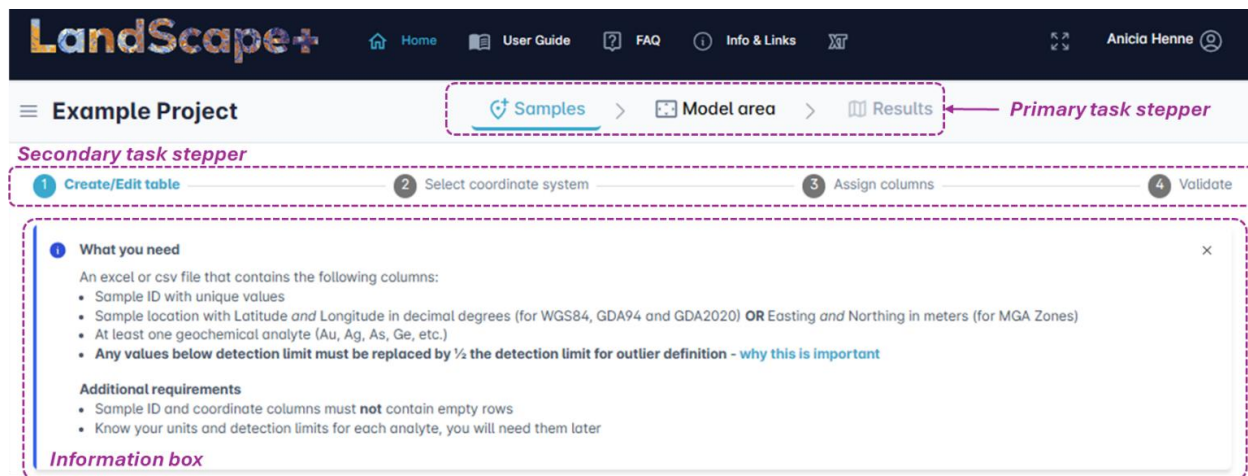 LandScape+ Home User Guide FAQ Info & Links Anicia Henne
Example Project Samples > Model area > Results Primary task stepper
Secondary task stepper
1 Create/Edit table 2 Select coordinate system 3 Assign columns 4 Validate
What you need
An excel or csv file that contains the following columns:
• Sample ID with unique values
• Sample location with Latitude and Longitude in decimal degrees (for WGS84, GDA94 and GDA2020) OR Easting and Northing in meters (for MGA Zones)
• At least one geochemical analyte (Au, Ag, As, Ge, etc.)
• Any values below detection limit must be replaced by ½ the detection limit for outlier definition - why this is important
Additional requirements
• Sample ID and coordinate columns must not contain empty rows
• Know your units and detection limits for each analyte, you will need them later
Information box